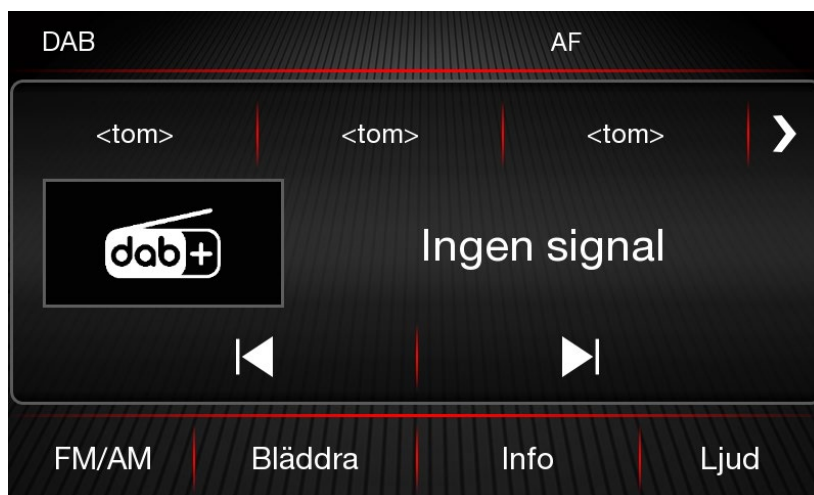 DAB AF
<tom> <tom> <tom>
dab+
Ingen signal
FM/AM Bläddra Info Ljud